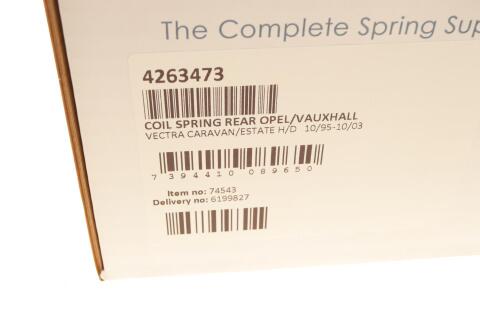 The Complete Spring Sup
4263473
COIL SPRING REAR OPEL/VAUXHALL
VECTRA CARAVAN/ESTATE H/D 10/95-10/03
7 394410 089650
Item no: 74543
Delivery no: 6199827